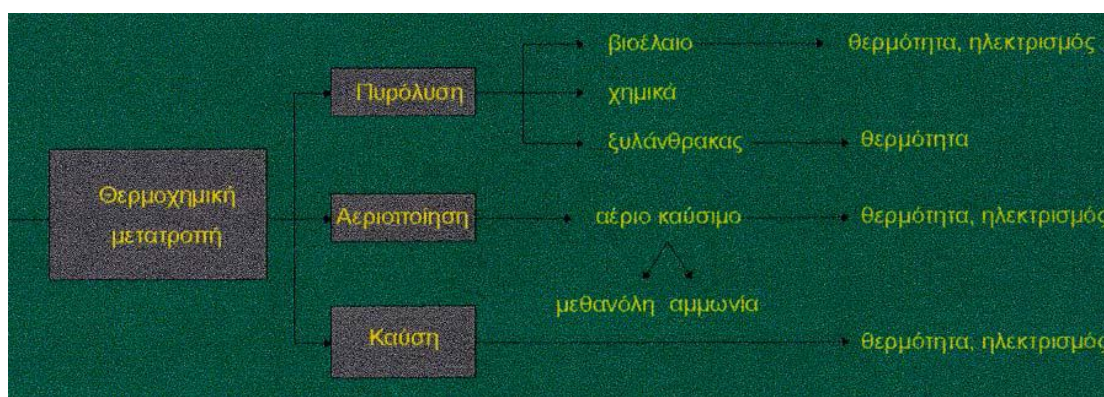 βιοέλαιο θερμότητα, ηλεκτρισμός
Πυρόλυση χημικά
ξυλάνθρακας θερμότητα
Θερμοχημική
μετατροπή
Αεριοποίηση αέριο καύσιμο θερμότητα, ηλεκτρισμός
μεθανόλη αμμωνία
Καύση θερμότητα, ηλεκτρισμός